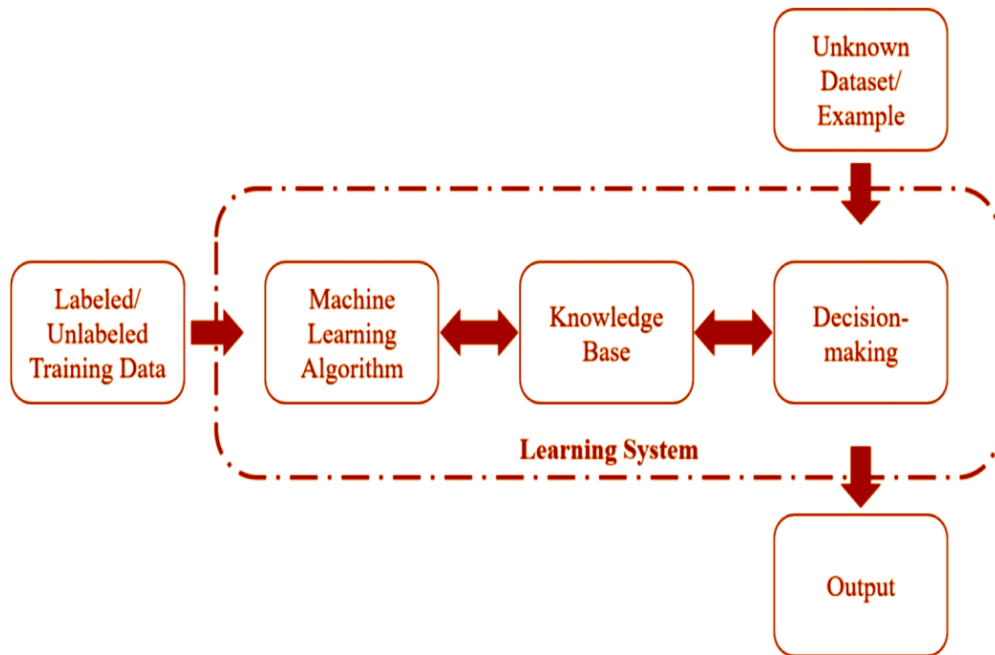 Unknown
Dataset/
Example
Labeled/
Unlabeled
Training Data
Machine
Learning
Algorithm
Knowledge
Base
Decision-
making
Learning System
Output